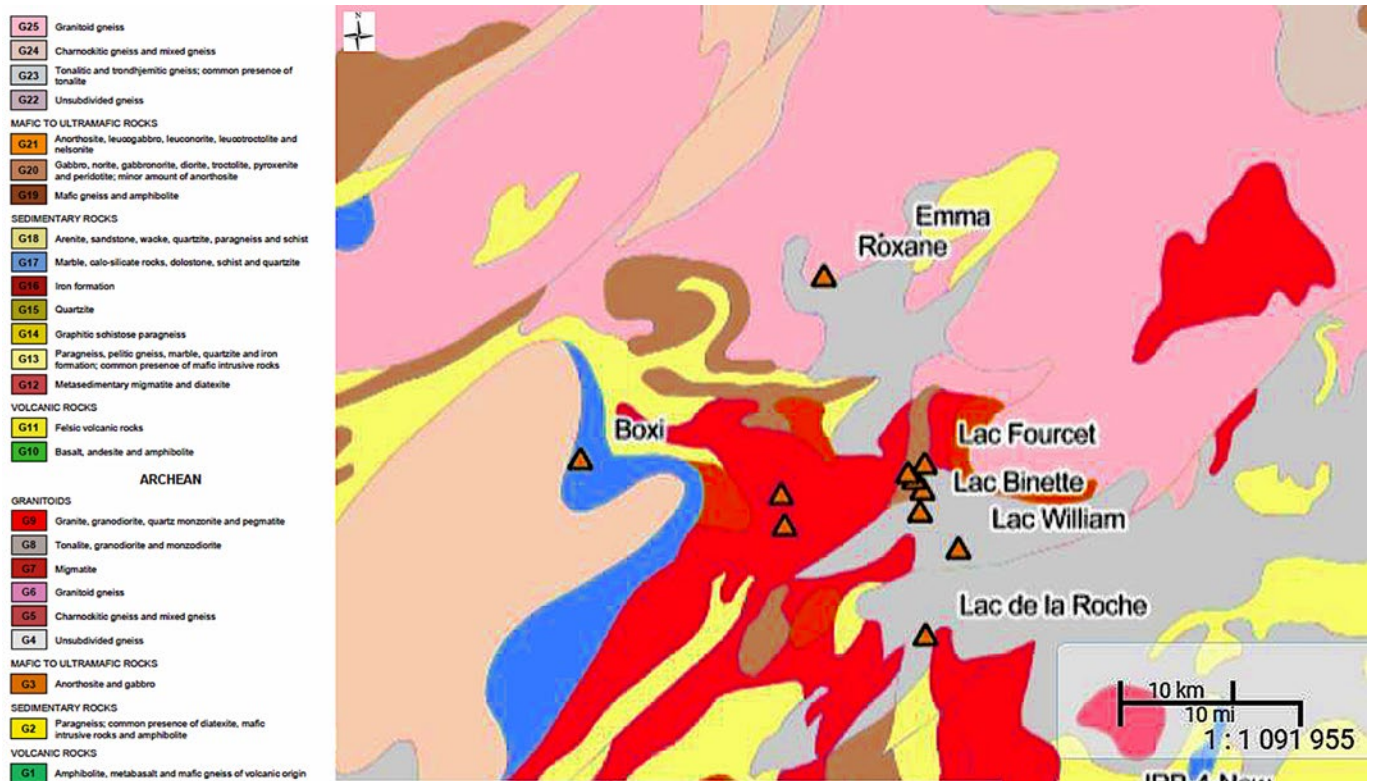 G25 Granitoid gneiss
G24 Charnockitic gneiss and mixed gneiss
G23 Tonalitic and trondhjemitic gneiss; common presence of
tonalite
G22 Unsubdivided gneiss
MAFIC TO ULTRAMAFIC ROCKS
G21 Anorthosite, leucogabbro, leuconorite, leucotroctolite and
nelsonite
G20 Gabbro, norite, gabbronorite, diorite, troctolite, pyroxenite
and peridotite; minor amount of anorthosite
G19 Mafic gneiss and amphibolite
SEDIMENTARY ROCKS
G18 Arenite, sandstone, wacke, quartzite, paragneiss and schist
G17 Marble, calo-silicate rocks, dolostone, schist and quartzite
G16 Iron formation
G15 Quartzite
G14 Graphitic schistose paragneiss
G13 Paragneiss, pelitic gneiss, marble, quartzite and iron
formation; common presence of mafic intrusive rocks
G12 Metasedimentary migmatite and diatexite
VOLCANIC ROCKS
G11 Felsic volcanic rocks
G10 Basalt, andesite and amphibolite
ARCHEAN
GRANITOIDS
G9 Granite, granodiorite, quartz monzonite and pegmatite
G8 Tonalite, granodiorite and monzodiorite
G7 Migmatite
G6 Granitoid gneiss
G5 Charnockitic gneiss and mixed gneiss
G4 Unsubdivided gneiss
MAFIC TO ULTRAMAFIC ROCKS
G3 Anorthosite and gabbro
SEDIMENTARY ROCKS
G2 Paragneiss; common presence of diatexite, mafic
intrusive rocks and amphibolite
VOLCANIC ROCKS
G1 Amphibolite, metabasalt and mafic gneiss of volcanic origin
Emma
Roxane
Boxi
Lac Fourcet
Lac Binette
Lac William
Lac de la Roche
10 km
10 mi
1 : 1 091 955